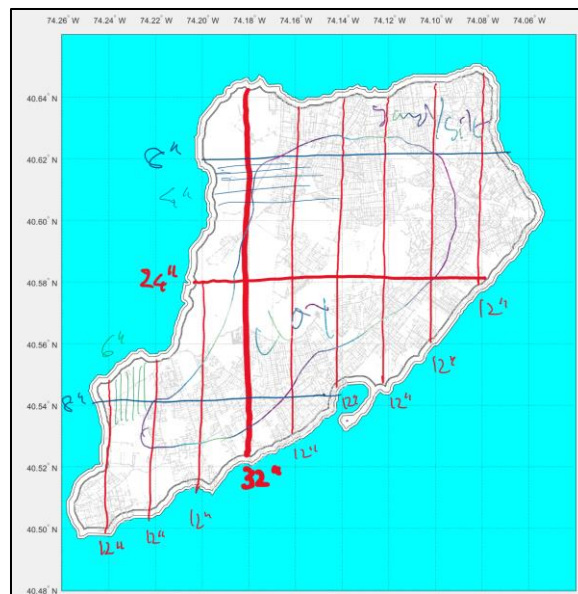 74.26° W 74.24° W 74.22° W 74.20° W 74.18° W 74.16° W 74.14° W 74.12° W 74.10° W 74.08° W 74.06° W
40.64° N
Sand/Silt
8"
40.62° N
4"
40.60° N
24"
40.58° N
12"
Clay
40.56° N
6"
12"
8"
40.54° N
12"
12"
12"
40.52° N
32"
12"
40.50° N
12"
12"
40.48° N